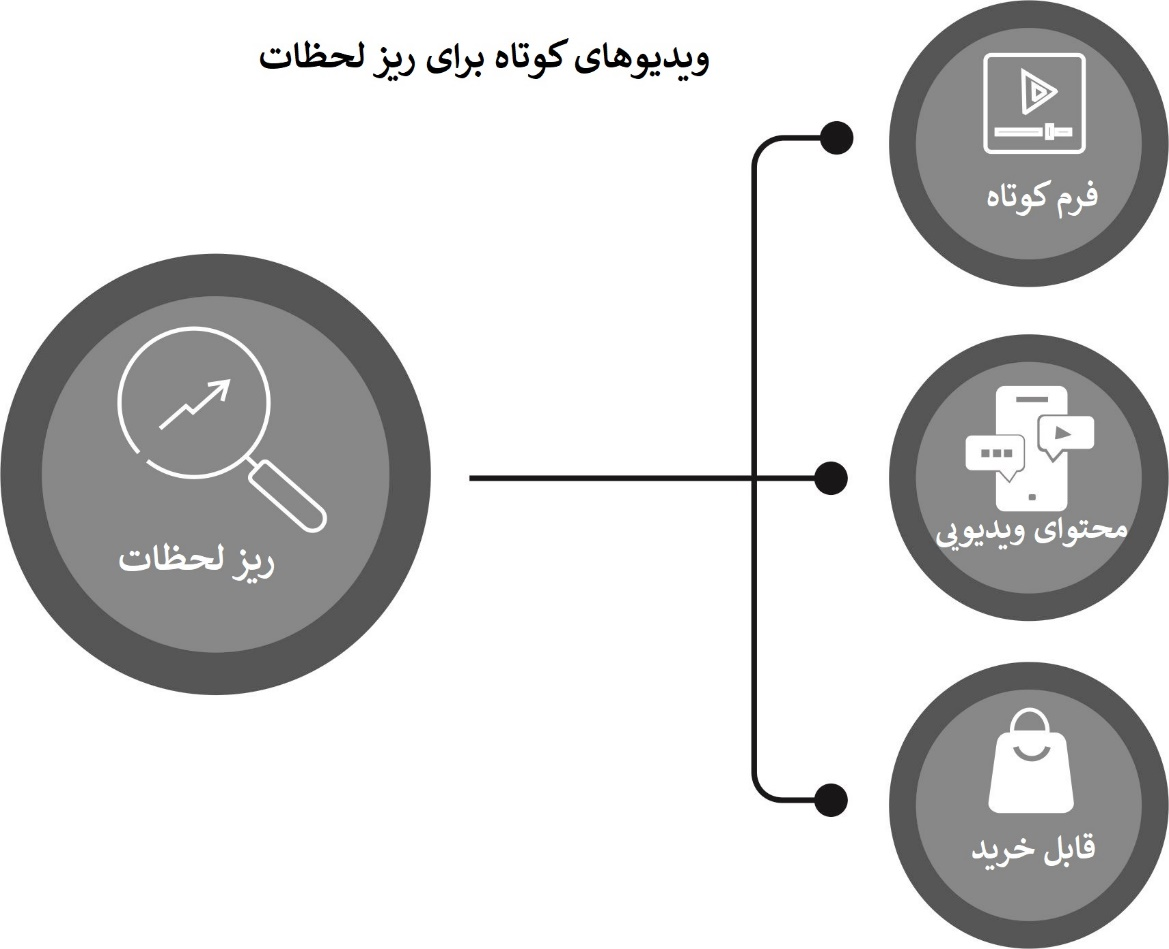 ویدیوهای کوتاه برای ریز لحظات
فرم کوتاه
محتوای ویدیویی
قابل خرید
ریز لحظات